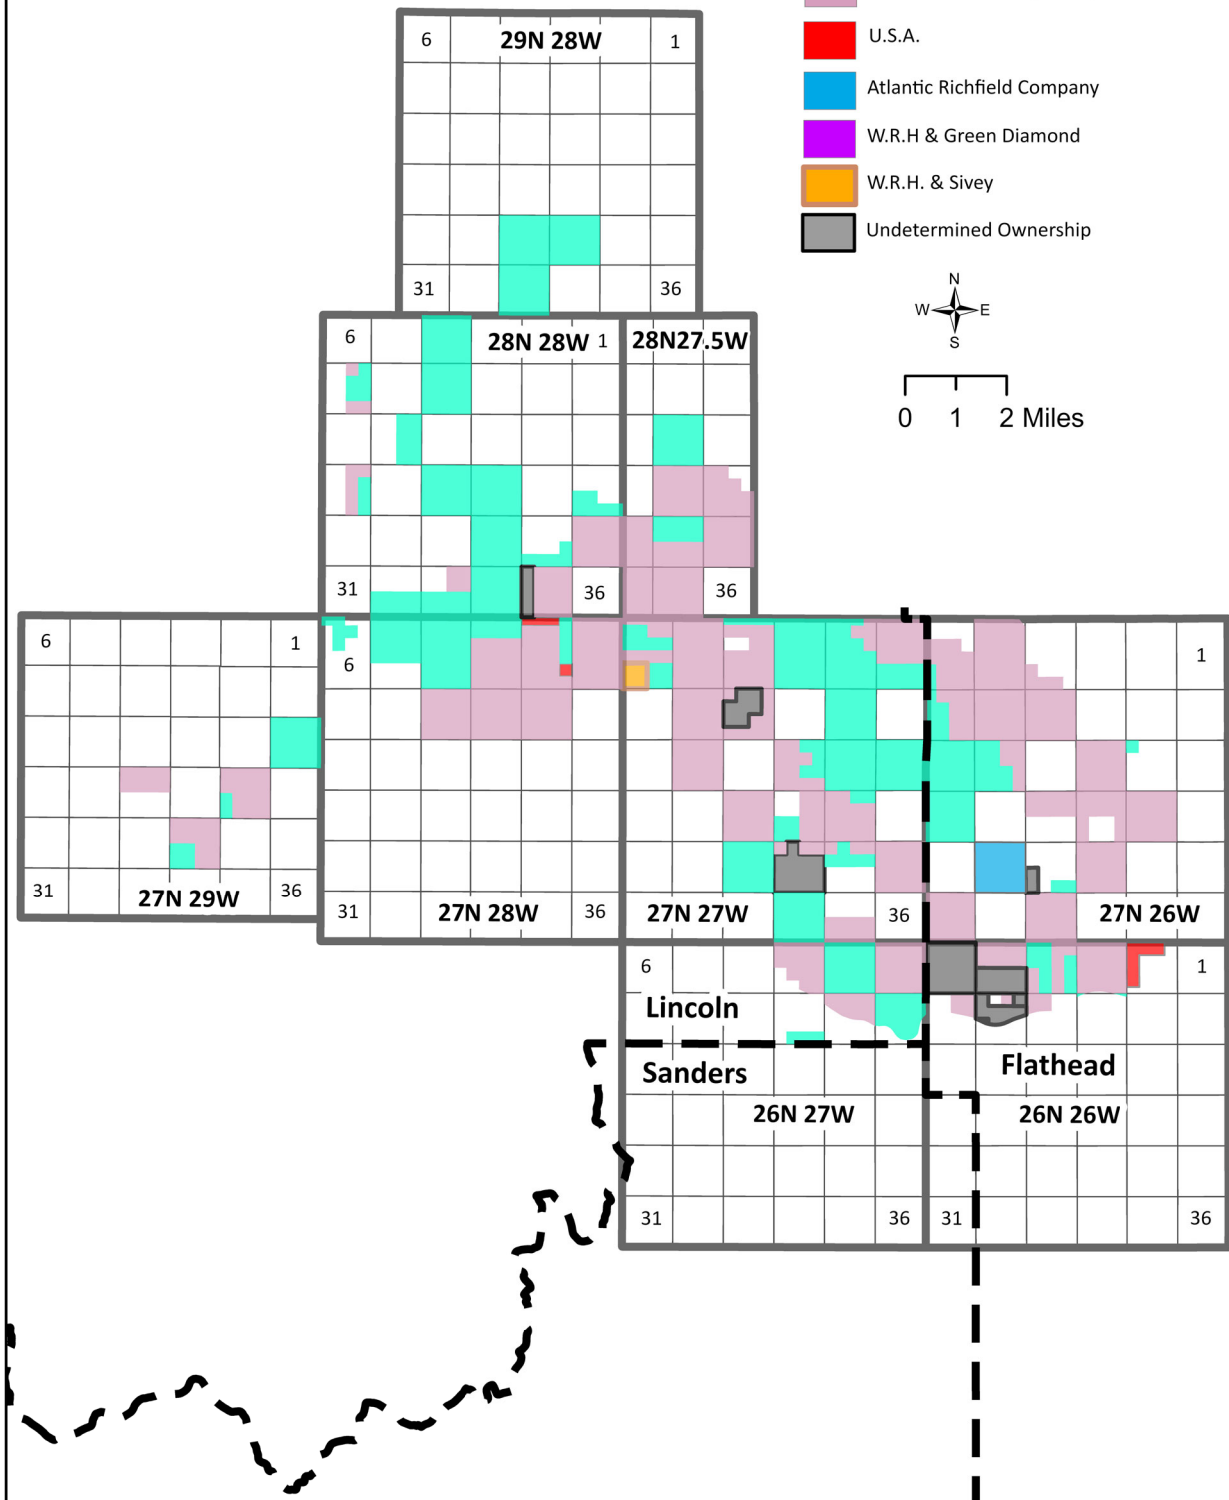 6 29N 28W 1
U.S.A.
Atlantic Richfield Company
W.R.H & Green Diamond
W.R.H. & Sivey
Undetermined Ownership
31 36
N
W E
S
0 1 2 Miles
6 28N 28W 1 28N27.5W
31 36 36
6 1 6 1
31 27N 29W 36
31 27N 28W 36 27N 27W 36 27N 26W
6 1
Lincoln
Sanders Flathead
26N 27W 26N 26W
31 36 31 36